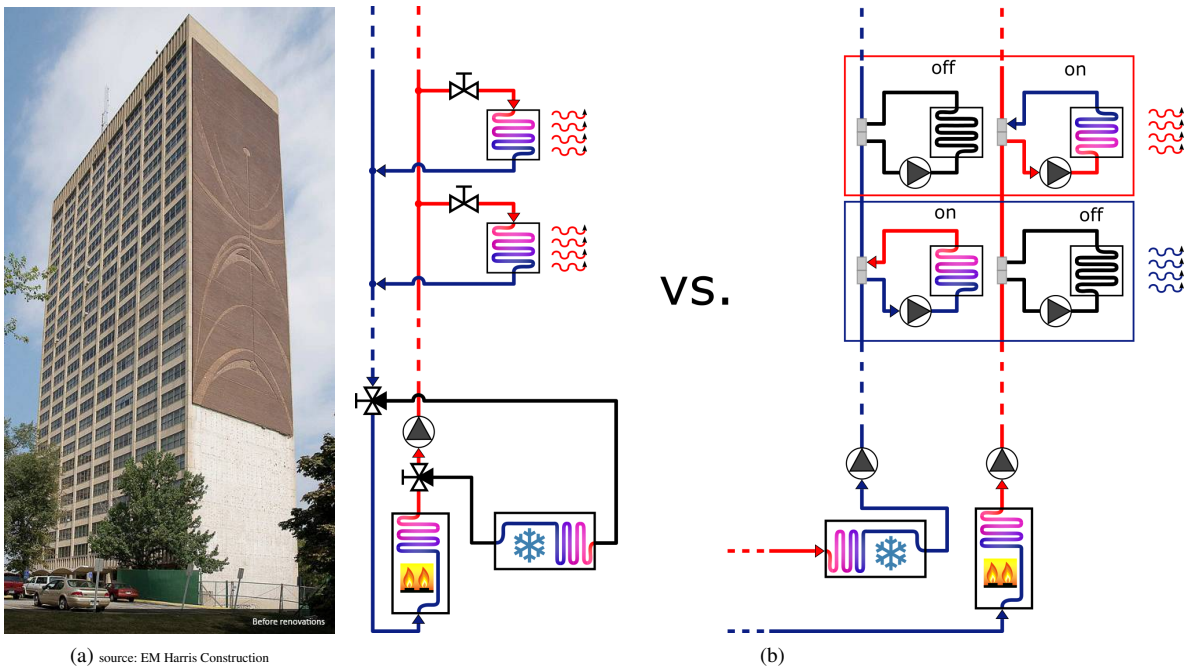 off
on
on
off
vs.
Before renovations
(a) source: EM Harris Construction
(b)